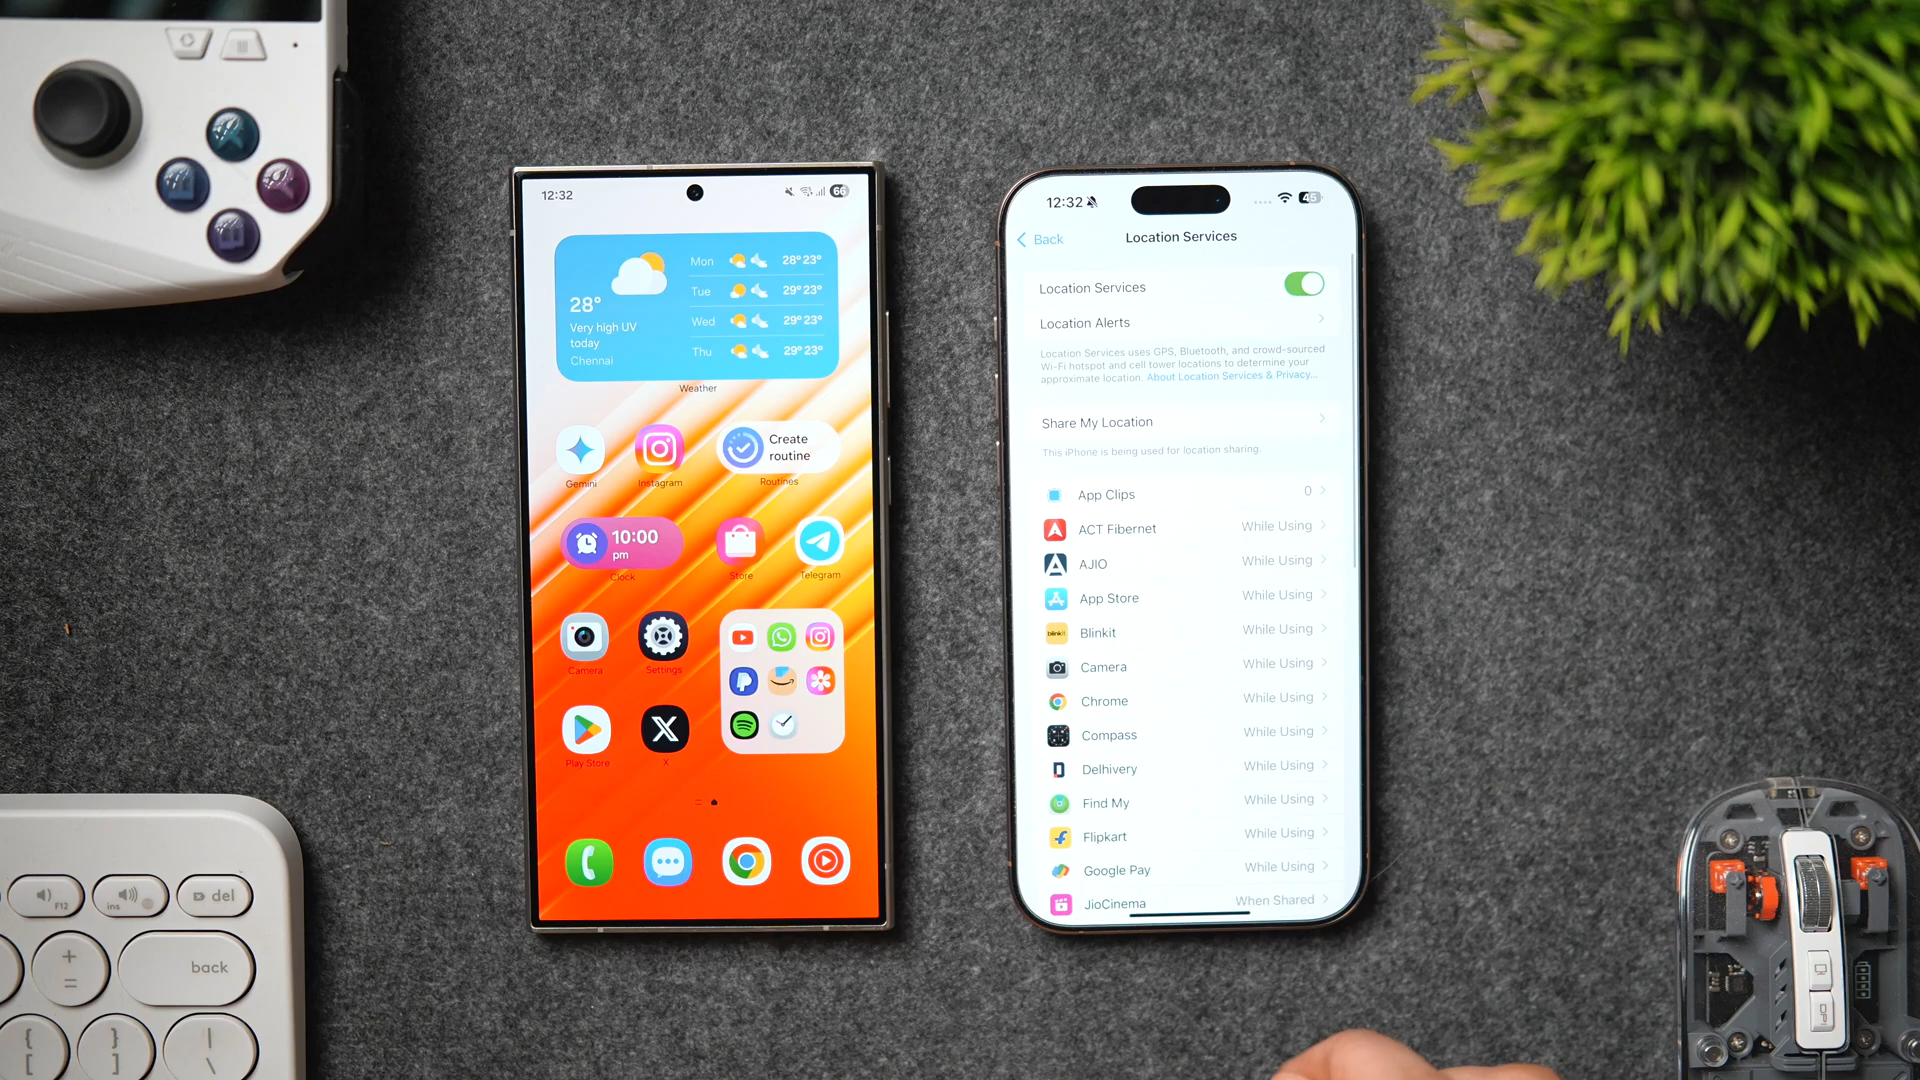 12:32
66
28°
Very high UV
today
Chennai
Mon 28° 23°
Tue 29° 23°
Wed 29° 23°
Thu 29° 23°
Weather
Create
routine
Gemini
Instagram
Routines
10:00
pm
Clock
Store
Telegram
Camera
Settings
Play Store
X
12:32
45
Back
Location Services
Location Services
Location Alerts
Location Services uses GPS, Bluetooth, and crowd-sourced
Wi-Fi hotspot and cell tower locations to determine your
approximate location. About Location Services & Privacy...
Share My Location
This iPhone is being used for location sharing.
App Clips 0
ACT Fibernet While Using
AJIO While Using
App Store While Using
blinkit
Blinkit While Using
Camera While Using
Chrome While Using
Compass While Using
Delhivery While Using
Find My While Using
Flipkart While Using
Google Pay While Using
JioCinema When Shared
F12
ins
del
+
=
back
{
[
}
]
|
\
DPI